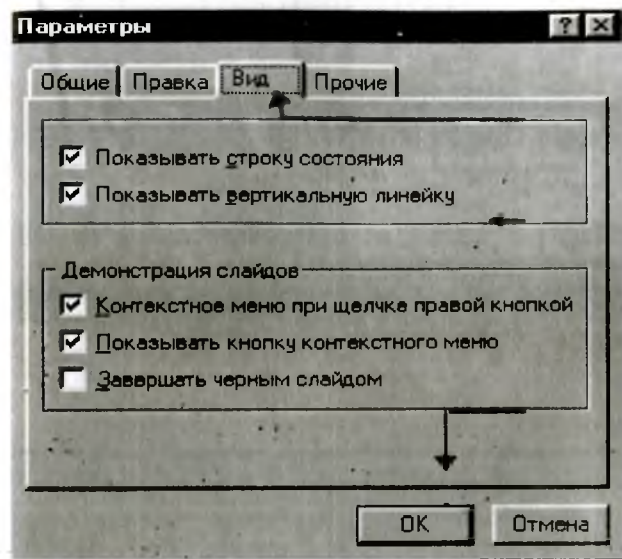 Параметры
Общие Правка Вид Прочие
Показывать строку состояния
Показывать вертикальную линейку
Демонстрация слайдов
Контекстное меню при щелчке правой кнопкой
Показывать кнопку контекстного меню
Завершать черным слайдом
OK Отмена